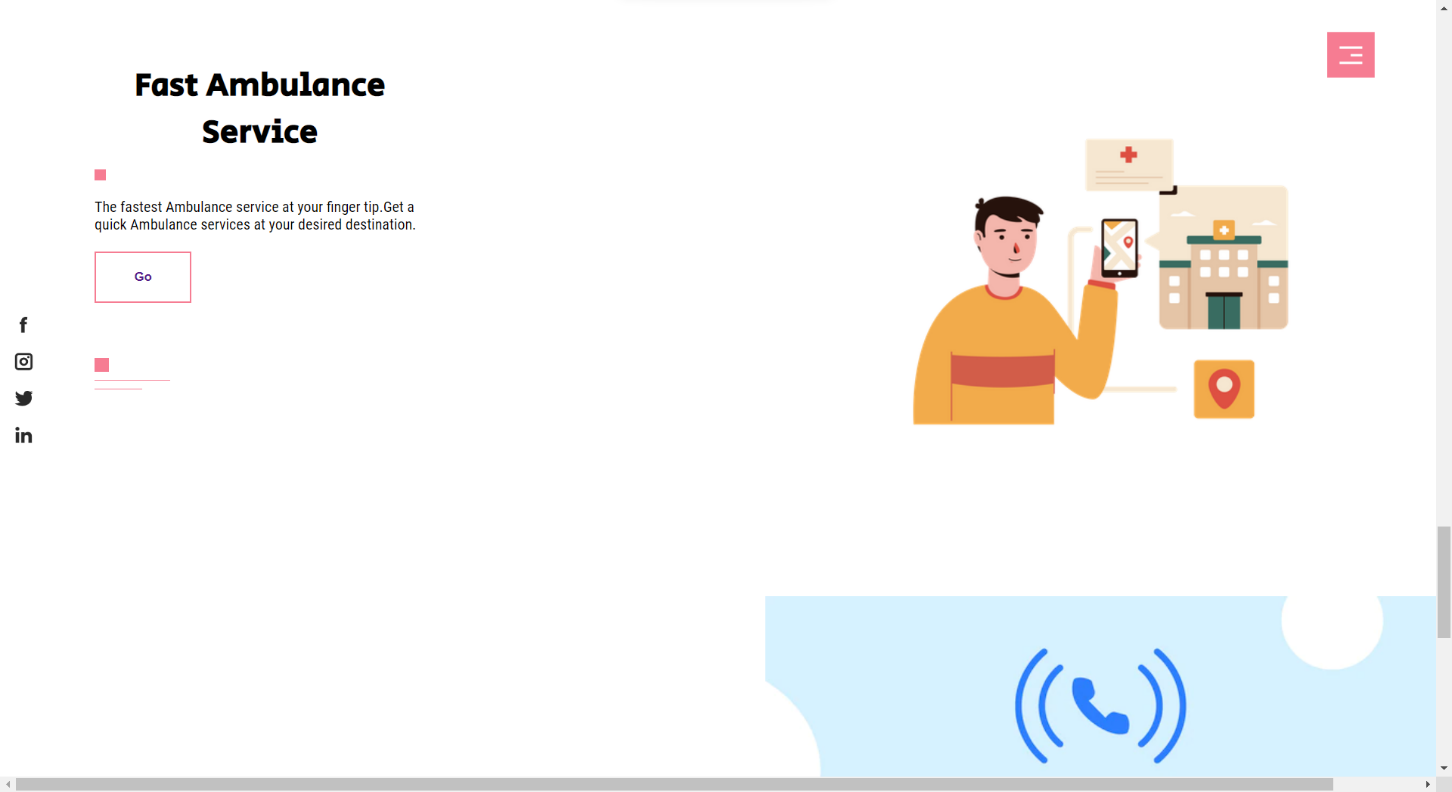 Fast Ambulance
Service
The fastest Ambulance service at your finger tip.Get a
quick Ambulance services at your desired destination.
Go